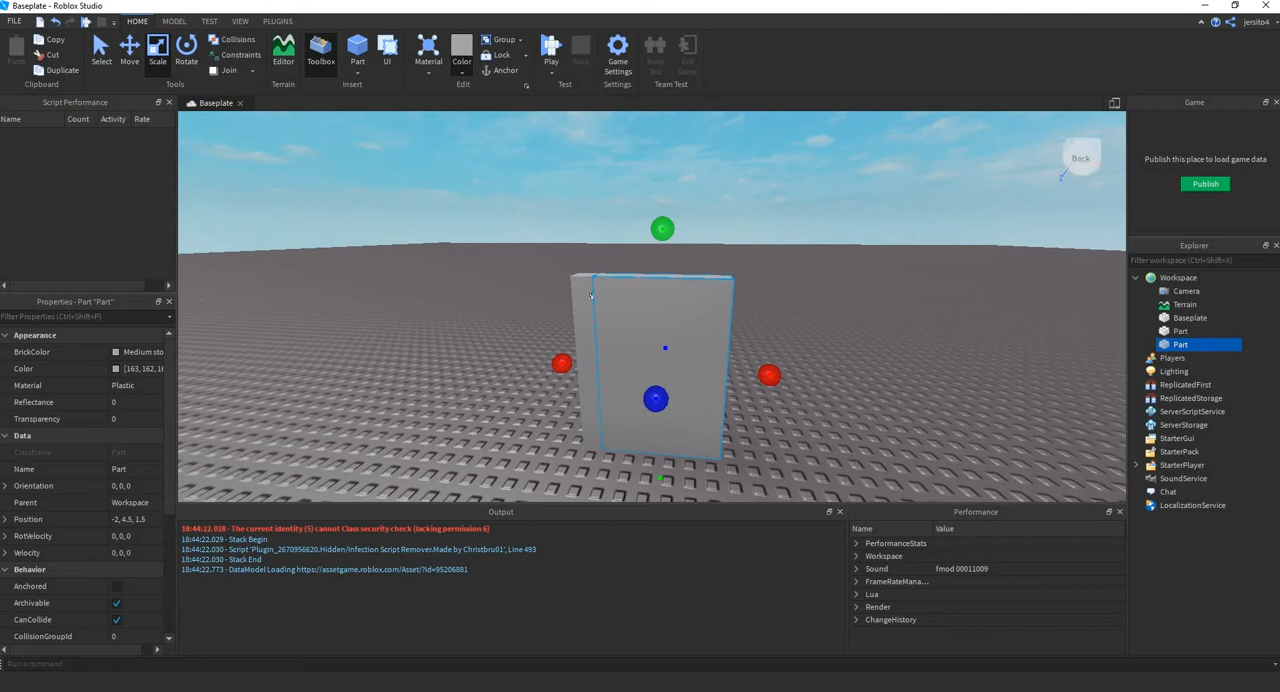 Baseplate - Roblox Studio
FILE HOME MODEL TEST VIEW PLUGINS
jersito4
Paste Copy Cut Duplicate
Clipboard
Select Move Scale Rotate
Collisions
Constraints
Join
Tools
Editor
Terrain
Toolbox Part UI
Insert
Material Color
Group
Lock
Anchor
Edit
Play Stop
Test
Game Settings
Settings
Team Test Exit Game
Team Test
Script Performance
Name Count Activity Rate
Baseplate
Back
Z
Game
Publish this place to load game data
Publish
Explorer
Filter workspace (Ctrl+Shift+X)
Workspace
Camera
Terrain
Baseplate
Part
Part
Players
Lighting
ReplicatedFirst
ReplicatedStorage
ServerScriptService
ServerStorage
StarterGui
StarterPack
StarterPlayer
SoundService
Chat
LocalizationService
Properties - Part "Part"
Filter Properties (Ctrl+Shift+P)
Appearance
BrickColor Medium sto
Color [163, 162, 16
Material Plastic
Reflectance 0
Transparency 0
Data
ClassName Part
Name Part
Orientation 0, 0, 0
Parent Workspace
Position -2, 4.5, 1.5
RotVelocity 0, 0, 0
Velocity 0, 0, 0
Behavior
Anchored
Archivable
CanCollide
CollisionGroupId 0
Output
18:44:22.028 - The current identity (5) cannot Class security check (lacking permission 6)
18:44:22.029 - Stack Begin
18:44:22.030 - Script 'Plugin_2670956620.Hidden/Infection Script Remover.Made by Christbru01', Line 493
18:44:22.030 - Stack End
18:44:22.773 - DataModel Loading https://assetgame.roblox.com/Asset/?id=95206881
Performance
Name Value
PerformanceStats
Workspace
Sound fmod 00011009
FrameRateMana...
Lua
Render
ChangeHistory
Run a command